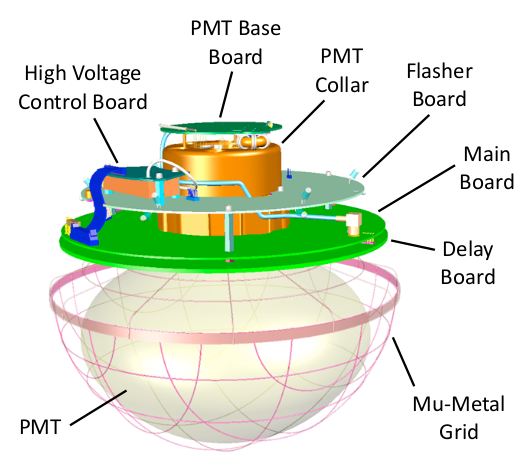 PMT Base
Board
PMT
Collar
High Voltage
Control Board
Flasher
Board
Main
Board
Delay
Board
Mu-Metal
Grid
PMT